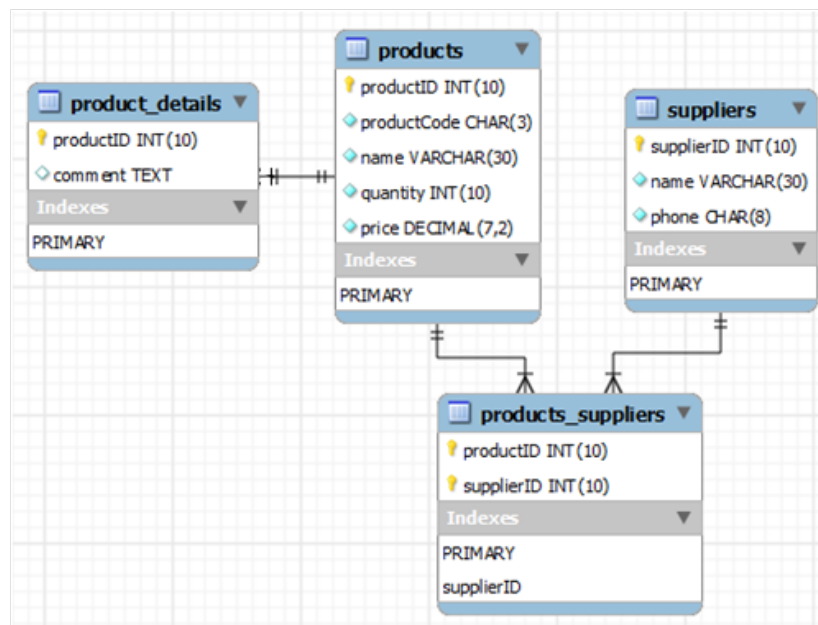 products
productID INT(10)
productCode CHAR(3)
name VARCHAR(30)
quantity INT(10)
price DECIMAL(7,2)
Indexes
PRIMARY
product_details
productID INT(10)
comment TEXT
Indexes
PRIMARY
suppliers
supplierID INT(10)
name VARCHAR(30)
phone CHAR(8)
Indexes
PRIMARY
products_suppliers
productID INT(10)
supplierID INT(10)
Indexes
PRIMARY
supplierID